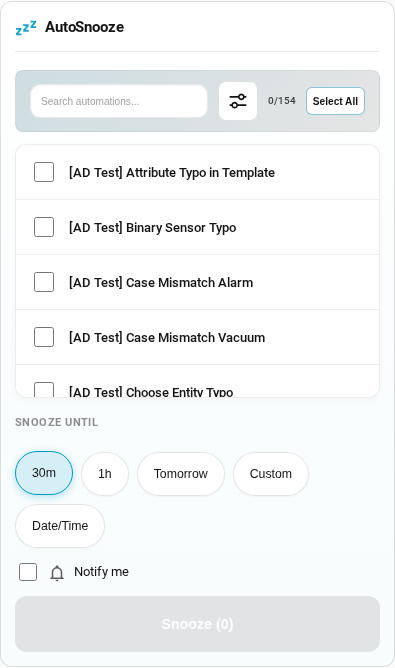 zzz AutoSnooze
Search automations... 0/154 Select All
[AD Test] Attribute Typo in Template
[AD Test] Binary Sensor Typo
[AD Test] Case Mismatch Alarm
[AD Test] Case Mismatch Vacuum
[AD Test] Choose Entity Typo
SNOOZE UNTIL
30m 1h Tomorrow Custom
Date/Time
Notify me
Snooze (0)